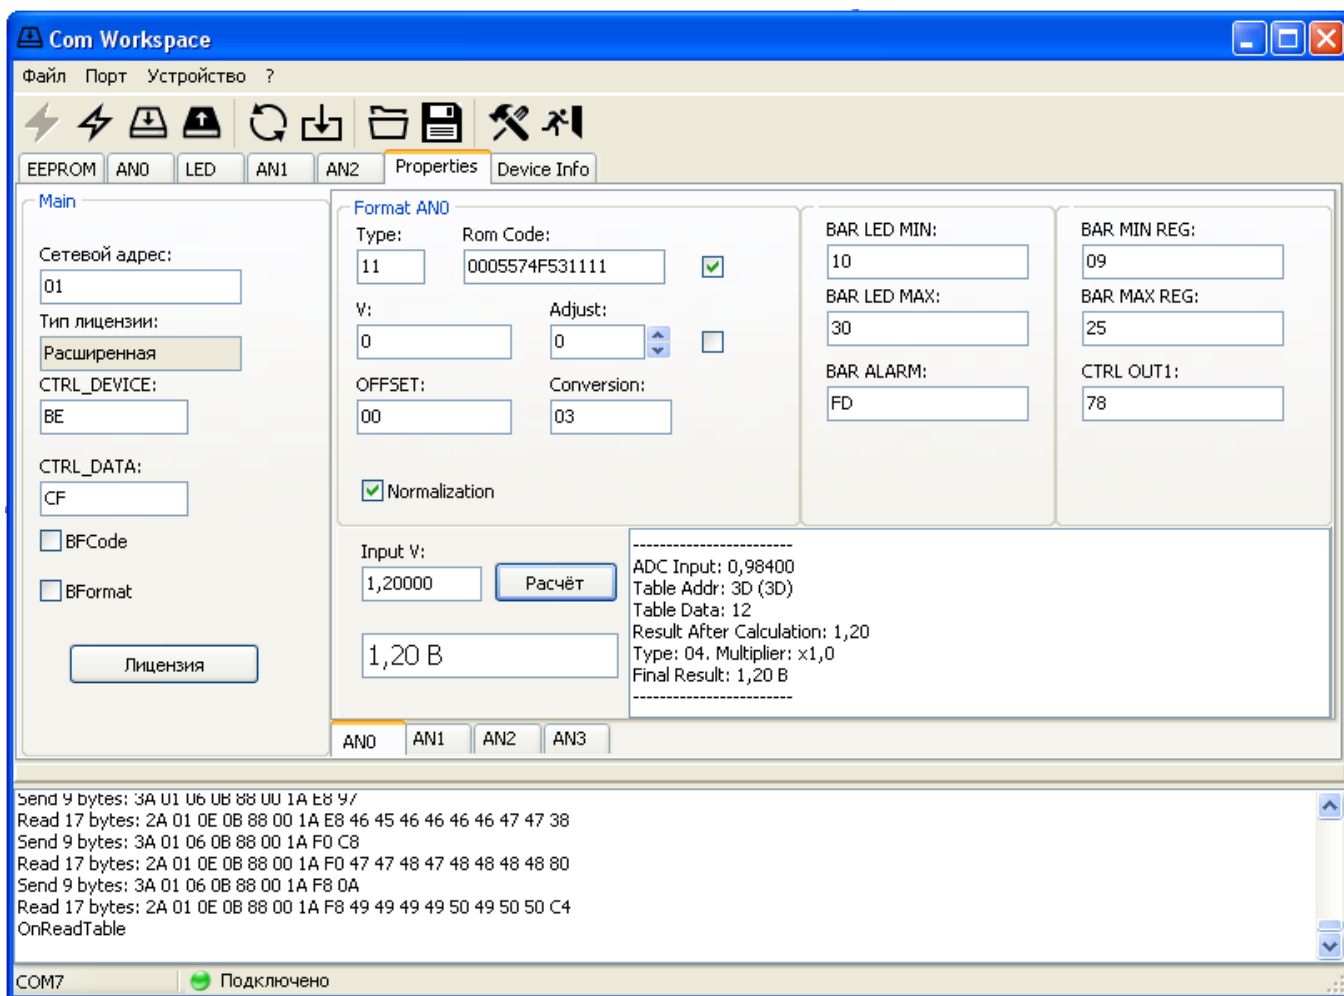 Com Workspace
Файл Порт Устройство ?
EEPROM AN0 LED AN1 AN2 Properties Device Info
Main
Сетевой адрес:
01
Тип лицензии:
Расширенная
CTRL_DEVICE:
BE
CTRL_DATA:
CF
BFCode
BFormat
Лицензия
Format AN0
Type: Rom Code:
11 0005574F531111
V: Adjust:
0 0
OFFSET: Conversion:
00 03
Normalization
BAR LED MIN:
10
BAR LED MAX:
30
BAR ALARM:
FD
BAR MIN REG:
09
BAR MAX REG:
25
CTRL OUT1:
78
Input V:
1,20000 Расчёт
1,20 В
------------------------
ADC Input: 0,98400
Table Addr: 3D (3D)
Table Data: 12
Result After Calculation: 1,20
Type: 04. Multiplier: x1,0
Final Result: 1,20 В
------------------------
AN0 AN1 AN2 AN3
Send 9 bytes: 3A 01 06 0B 88 00 1A E8 97
Read 17 bytes: 2A 01 0E 0B 88 00 1A E8 46 45 46 46 46 46 47 47 38
Send 9 bytes: 3A 01 06 0B 88 00 1A F0 C8
Read 17 bytes: 2A 01 0E 0B 88 00 1A F0 47 47 48 47 48 48 48 48 80
Send 9 bytes: 3A 01 06 0B 88 00 1A F8 0A
Read 17 bytes: 2A 01 0E 0B 88 00 1A F8 49 49 49 49 50 49 50 50 C4
OnReadTable
COM7 Подключено